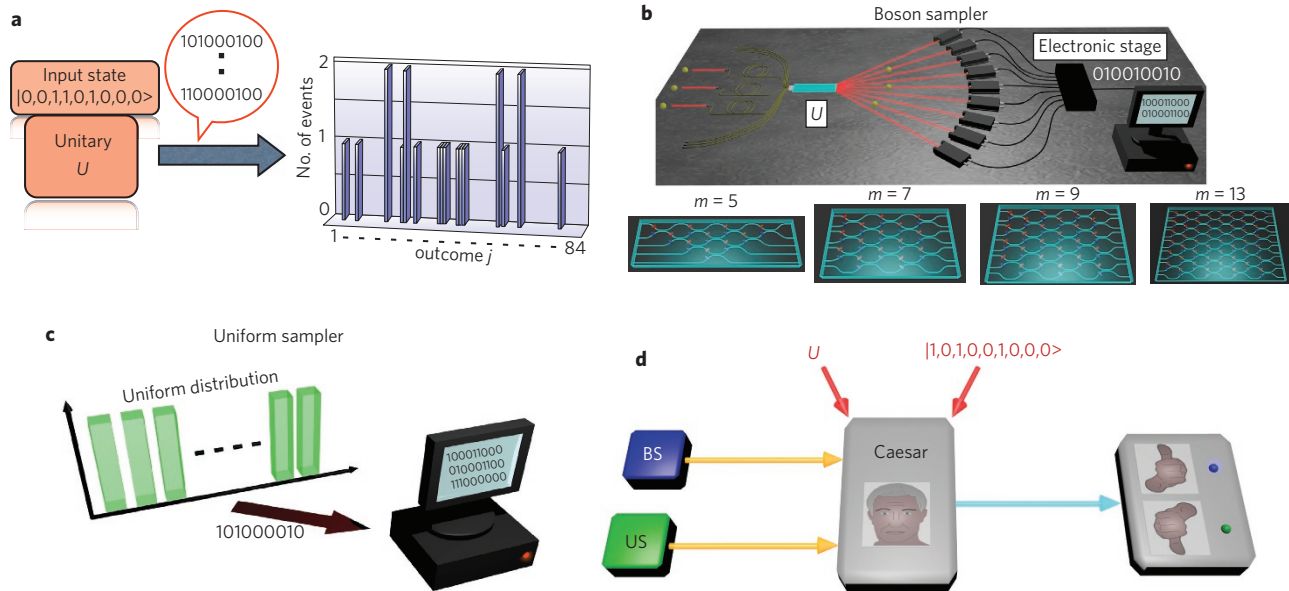 a
Input state
|0,0,1,1,0,1,0,0,0>
Unitary
U
101000100
110000100
No. of events
2
1
0
1
84
outcome j
b
Boson sampler
Electronic stage
010010010
U
100011000
010001100
m = 5
m = 7
m = 9
m = 13
c
Uniform sampler
Uniform distribution
101000010
100011000
010001100
111000000
d
U
|1,0,1,0,0,1,0,0,0>
BS
US
Caesar